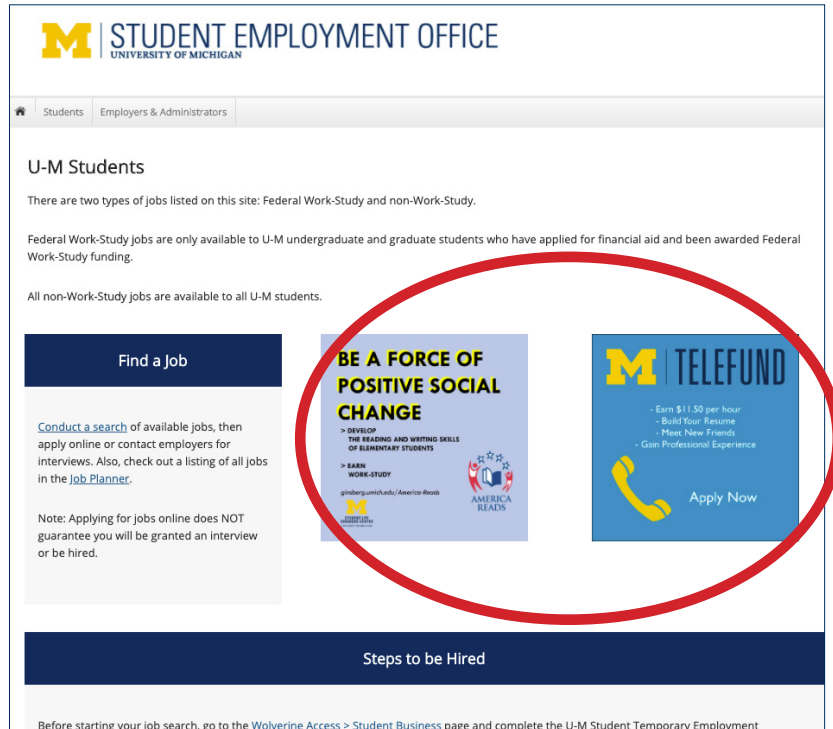 M STUDENT EMPLOYMENT OFFICE
UNIVERSITY OF MICHIGAN
Students Employers & Administrators
U-M Students
There are two types of jobs listed on this site: Federal Work-Study and non-Work-Study.
Federal Work-Study jobs are only available to U-M undergraduate and graduate students who have applied for financial aid and been awarded Federal
Work-Study funding.
All non-Work-Study jobs are available to all U-M students.
Find a Job
Conduct a search of available jobs, then
apply online or contact employers for
interviews. Also, check out a listing of all jobs
in the Job Planner.
Note: Applying for jobs online does NOT
guarantee you will be granted an interview
or be hired.
BE A FORCE OF
POSITIVE SOCIAL
CHANGE
> DEVELOP
THE READING AND WRITING SKILLS
OF ELEMENTARY STUDENTS
> EARN
WORK-STUDY
ginsberg.umich.edu/America-Reads
M
AMERICA
READS
M TELEFUND
- Earn $11.50 per hour
- Build Your Resume
- Meet New Friends
- Gain Professional Experience
Apply Now
Steps to be Hired
Before starting your job search, go to the Wolverine Access > Student Business page and complete the U-M Student Temporary Employment